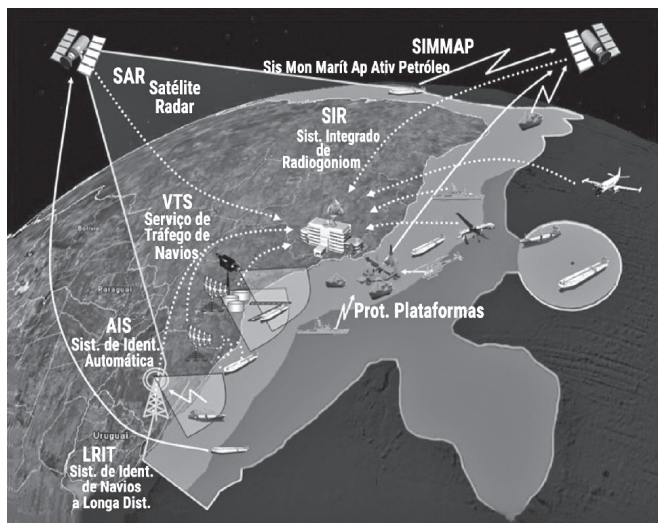 SIMMAP
Sis Mon Marít Ap Ativ Petróleo
SAR
Satélite
Radar
SIR
Sist. Integrado
de
Radiogoniom
VTS
Serviço de
Tráfego de
Navios
Bolivia
Paraguai
Prot. Plataformas
AIS
Sist. de Ident.
Automática
Uruguai
LRIT
Sist. de Ident.
de Navios
a Longa Dist.